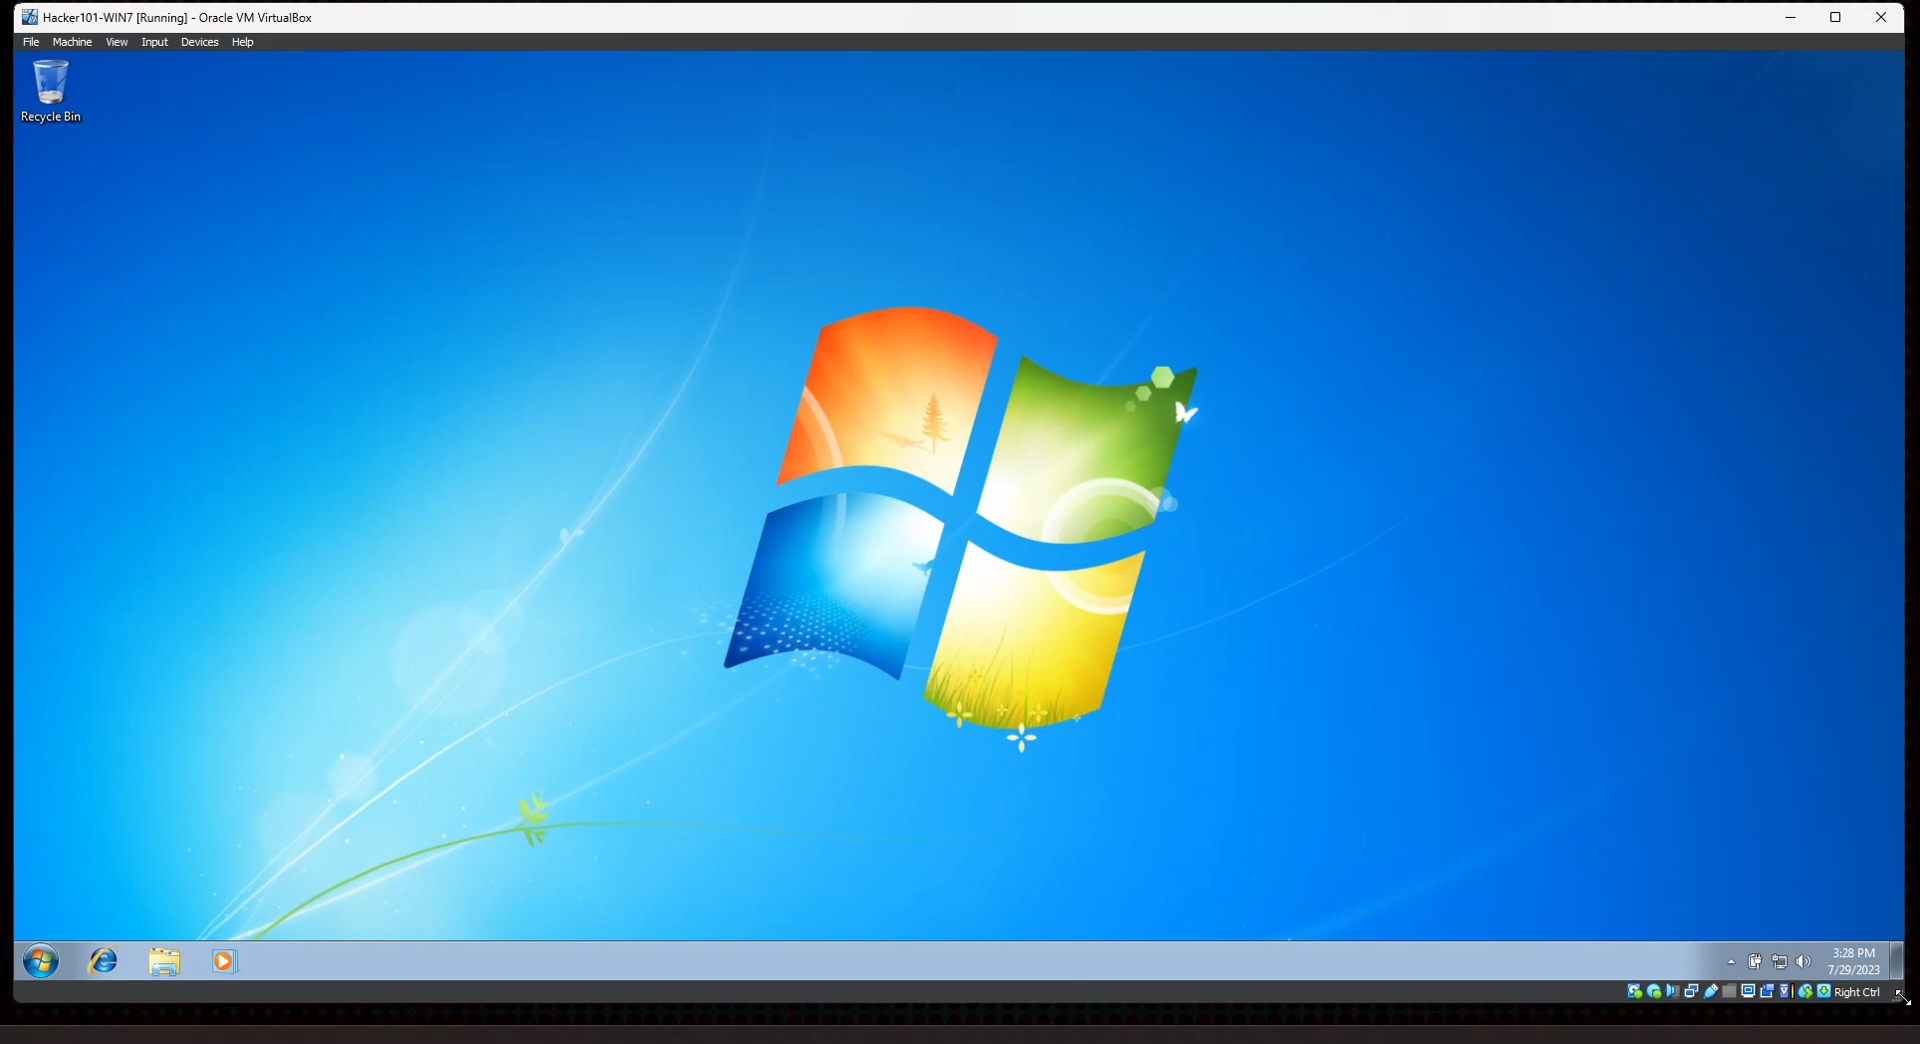 Hacker101-WIN7 [Running] - Oracle VM VirtualBox
File Machine View Input Devices Help
Recycle Bin
3:28 PM
7/29/2023
Right Ctrl